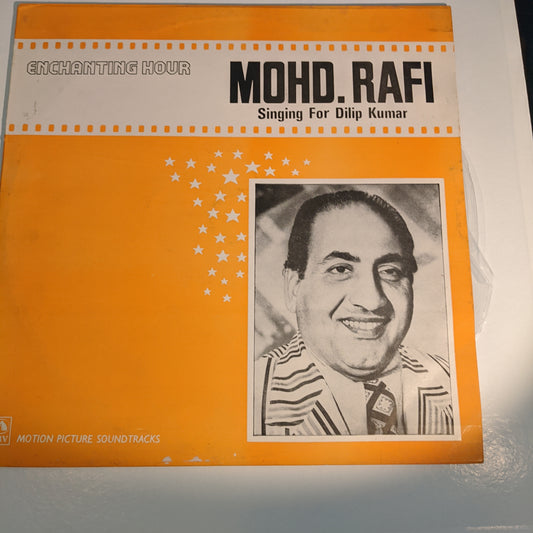 ENCHANTING HOUR
MOHD. RAFI
Singing For Dilip Kumar
MOTION PICTURE SOUNDTRACKS